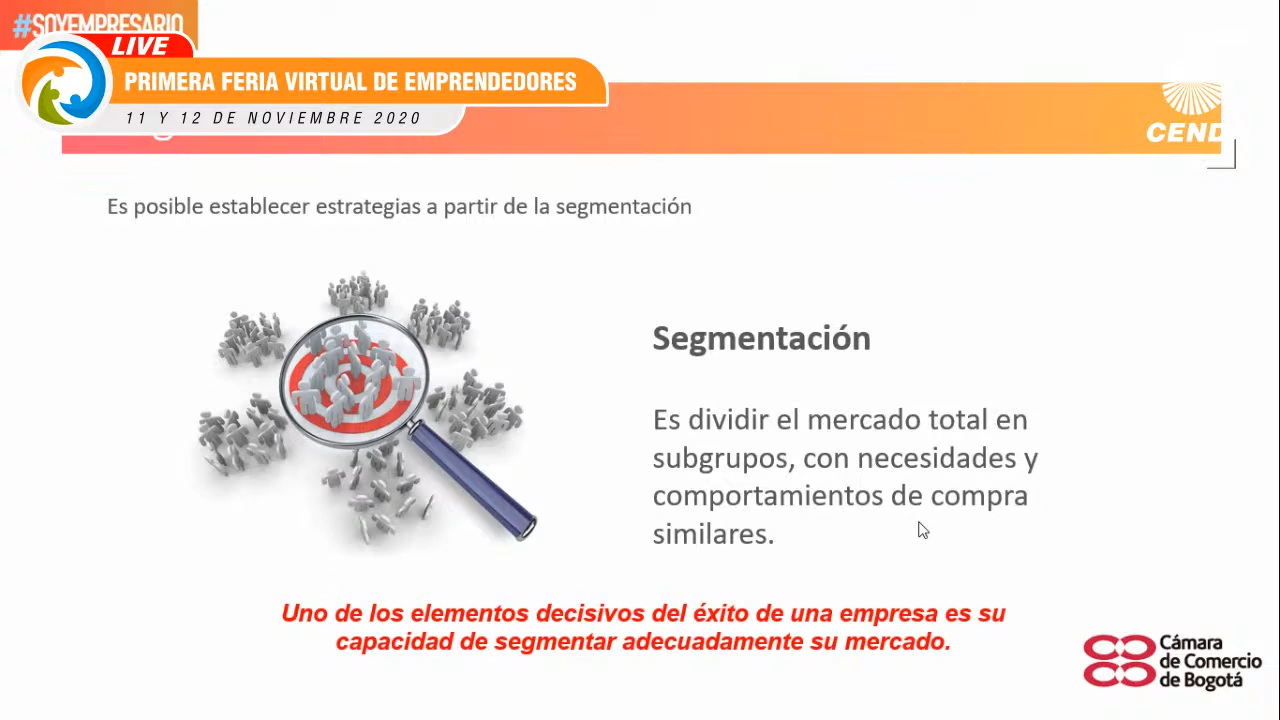 #SOYEMPRESARIO
LIVE
PRIMERA FERIA VIRTUAL DE EMPRENDEDORES
11 Y 12 DE NOVIEMBRE 2020
CEND
Es posible establecer estrategias a partir de la segmentación
Segmentación
Es dividir el mercado total en
subgrupos, con necesidades y
comportamientos de compra
similares.
Uno de los elementos decisivos del éxito de una empresa es su
capacidad de segmentar adecuadamente su mercado.
Cámara
de Comercio
de Bogotá